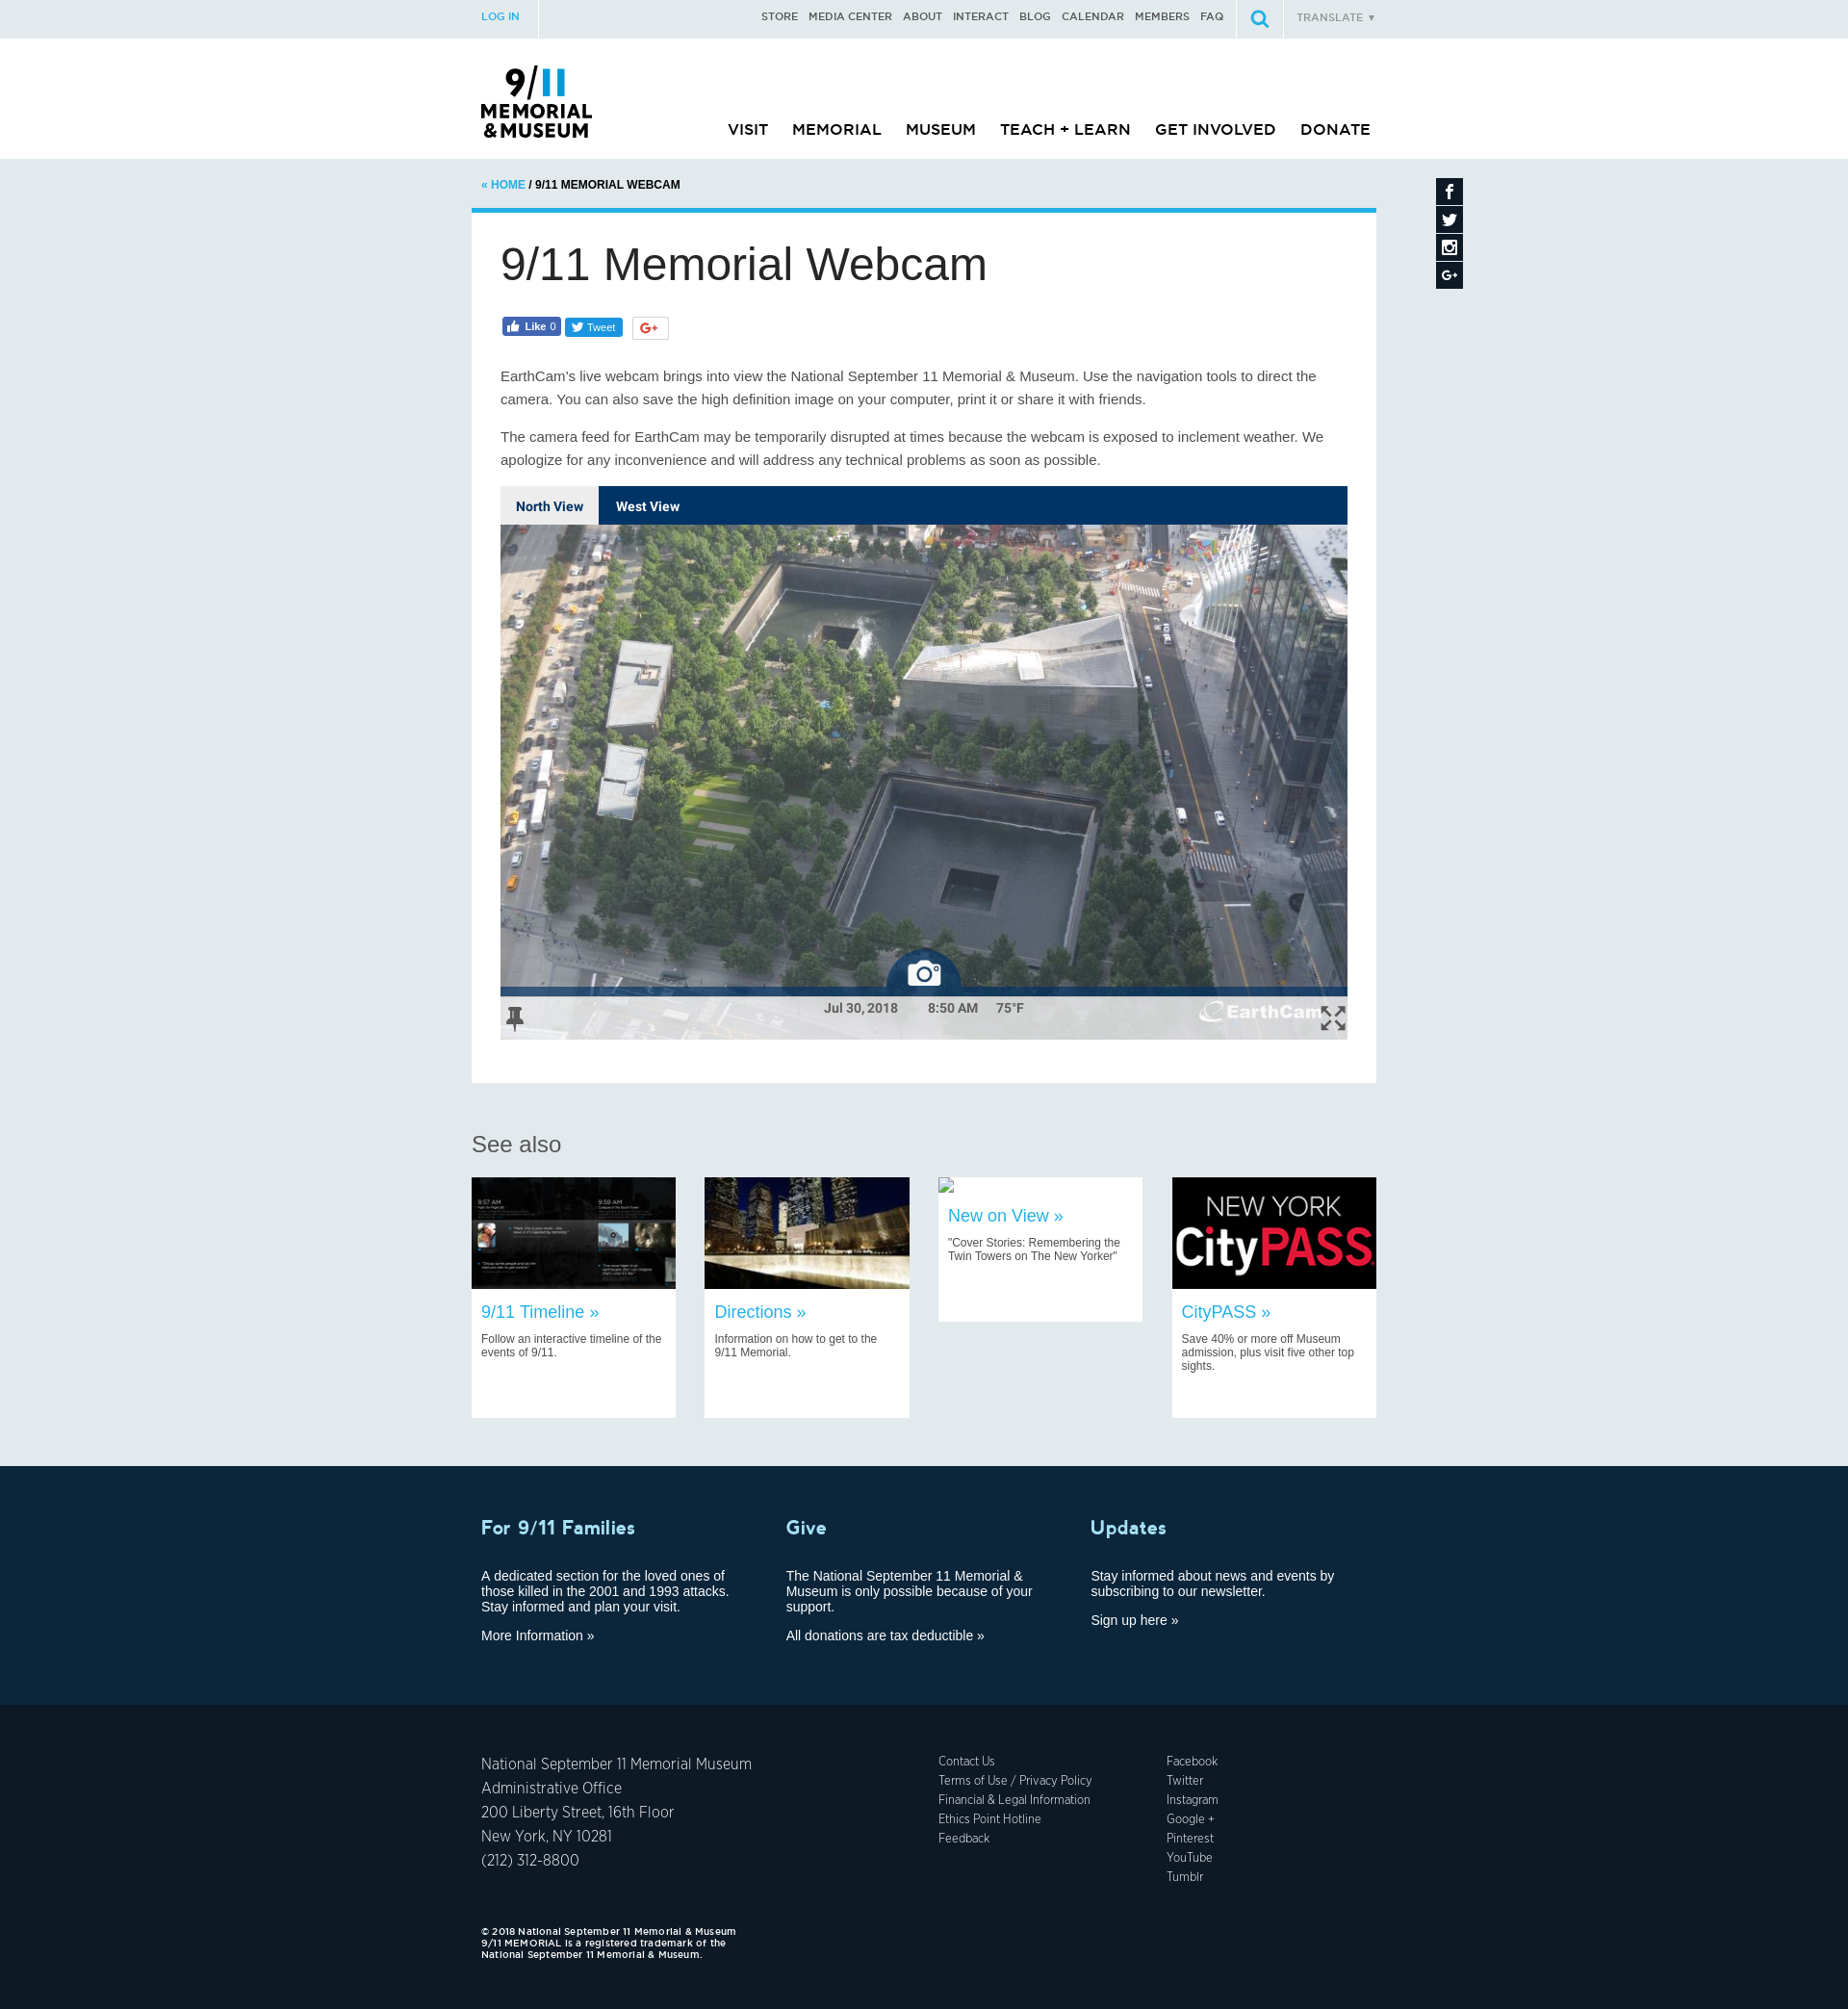 LOG IN
STORE MEDIA CENTER ABOUT INTERACT BLOG CALENDAR MEMBERS FAQ
TRANSLATE ▼
9/11
MEMORIAL
&MUSEUM
VISIT MEMORIAL MUSEUM TEACH + LEARN GET INVOLVED DONATE
« HOME / 9/11 MEMORIAL WEBCAM
9/11 Memorial Webcam
Like 0
Tweet
G+
EarthCam's live webcam brings into view the National September 11 Memorial & Museum. Use the navigation tools to direct the
camera. You can also save the high definition image on your computer, print it or share it with friends.
The camera feed for EarthCam may be temporarily disrupted at times because the webcam is exposed to inclement weather. We
apologize for any inconvenience and will address any technical problems as soon as possible.
North View West View
Jul 30, 2018 8:50 AM 75°F
EarthCam
See also
9:57 AM
9:59 AM
9/11 Timeline »
Follow an interactive timeline of the
events of 9/11.
Directions »
Information on how to get to the
9/11 Memorial.
New on View »
"Cover Stories: Remembering the
Twin Towers on The New Yorker"
NEW YORK
CityPASS
CityPASS »
Save 40% or more off Museum
admission, plus visit five other top
sights.
For 9/11 Families
A dedicated section for the loved ones of
those killed in the 2001 and 1993 attacks.
Stay informed and plan your visit.
More Information »
Give
The National September 11 Memorial &
Museum is only possible because of your
support.
All donations are tax deductible »
Updates
Stay informed about news and events by
subscribing to our newsletter.
Sign up here »
National September 11 Memorial Museum
Administrative Office
200 Liberty Street, 16th Floor
New York, NY 10281
(212) 312-8800
Contact Us
Terms of Use / Privacy Policy
Financial & Legal Information
Ethics Point Hotline
Feedback
Facebook
Twitter
Instagram
Google +
Pinterest
YouTube
Tumblr
© 2018 National September 11 Memorial & Museum
9/11 MEMORIAL is a registered trademark of the
National September 11 Memorial & Museum.